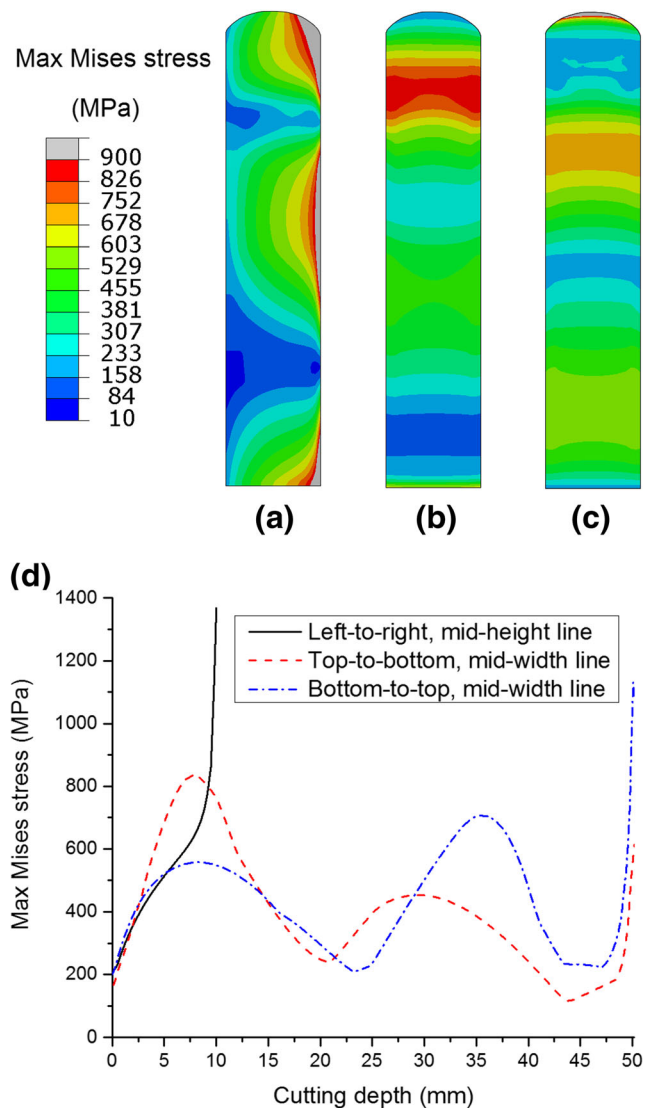 Max Mises stress
(MPa)
900
826
752
678
603
529
455
381
307
233
158
84
10
(a)
(b)
(c)
(d)
1400
1200
1000
800
600
400
200
0
Max Mises stress (MPa)
Left-to-right, mid-height line
Top-to-bottom, mid-width line
Bottom-to-top, mid-width line
0 5 10 15 20 25 30 35 40 45 50
Cutting depth (mm)